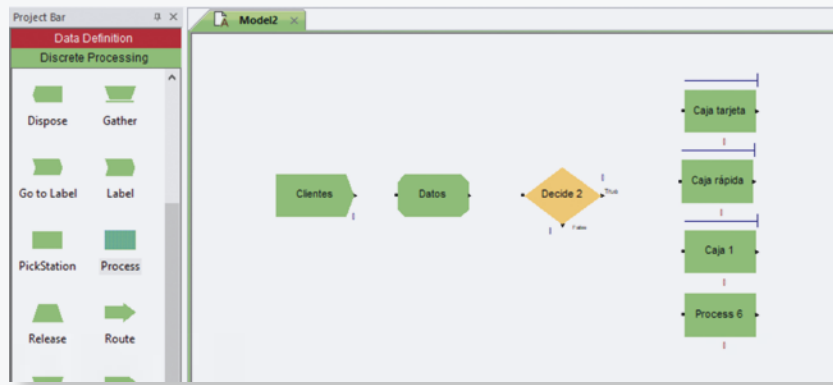 Project Bar
Data Definition
Discrete Processing
Dispose
Gather
Go to Label
Label
PickStation
Process
Release
Route
Model2
Clientes
Datos
Decide 2
True
False
Caja tarjeta
Caja rápida
Caja 1
Process 6